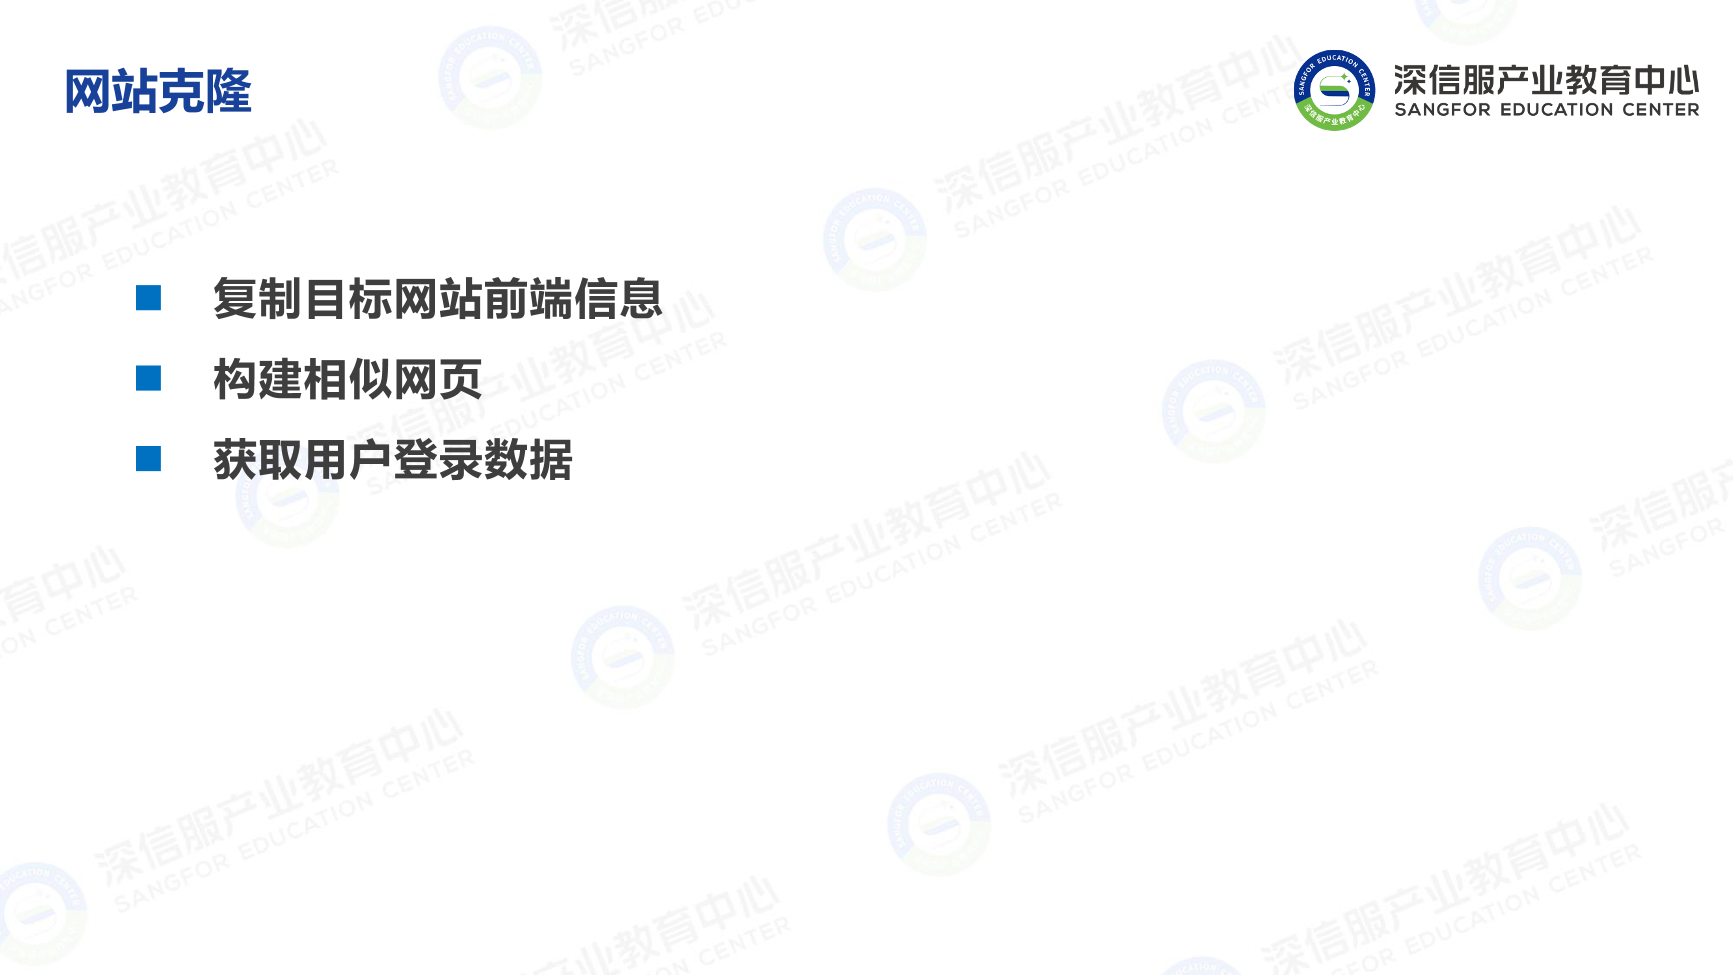 网站克隆
深信服产业教育中心
SANGFOR EDUCATION CENTER
复制目标网站前端信息
构建相似网页
获取用户登录数据